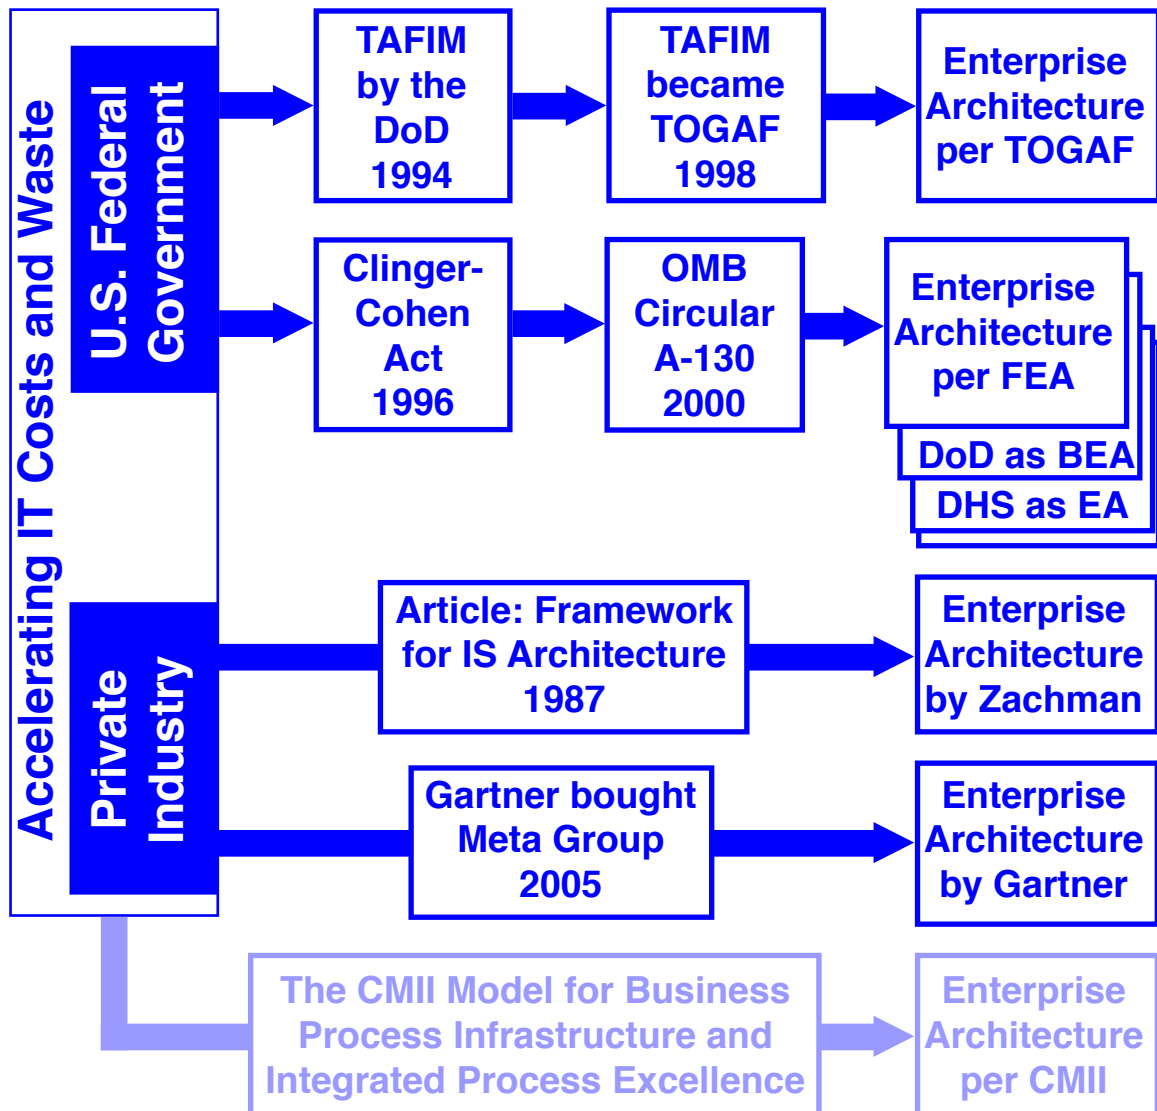 Accelerating IT Costs and Waste
U.S. Federal
Government
TAFIM
by the
DoD
1994
TAFIM
became
TOGAF
1998
Enterprise
Architecture
per TOGAF
Clinger-
Cohen
Act
1996
OMB
Circular
A-130
2000
Enterprise
Architecture
per FEA
DoD as BEA
DHS as EA
Private
Industry
Article: Framework
for IS Architecture
1987
Enterprise
Architecture
by Zachman
Gartner bought
Meta Group
2005
Enterprise
Architecture
by Gartner
The CMII Model for Business
Process Infrastructure and
Integrated Process Excellence
Enterprise
Architecture
per CMII